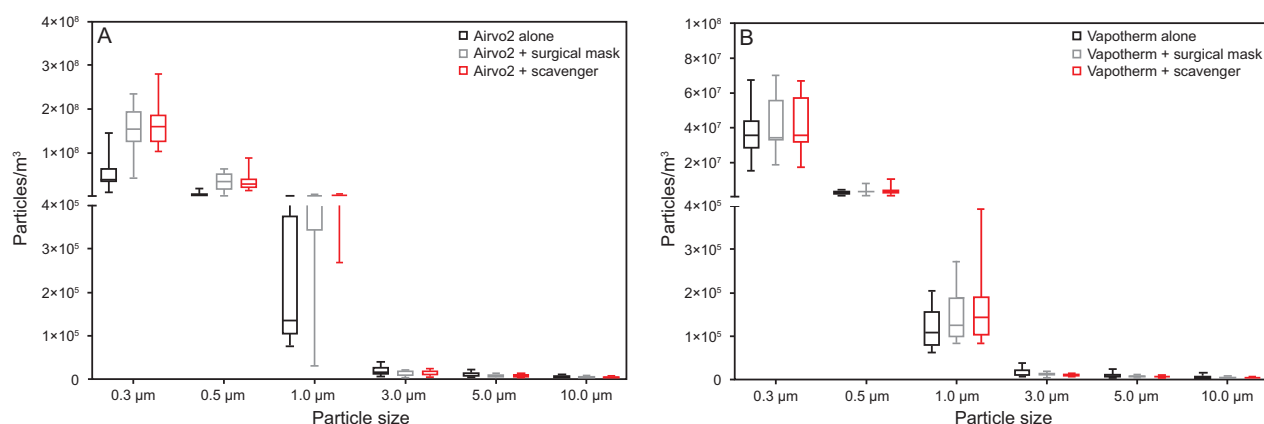 A
Airvo2 alone
Airvo2 + surgical mask
Airvo2 + scavenger
Particles/m³
4×10⁸
3×10⁸
2×10⁸
1×10⁸
4×10⁵
3×10⁵
2×10⁵
1×10⁵
0
0.3 µm 0.5 µm 1.0 µm 3.0 µm 5.0 µm 10.0 µm
Particle size
B
Vapotherm alone
Vapotherm + surgical mask
Vapotherm + scavenger
Particles/m³
8×10⁸
6×10⁷
4×10⁷
2×10⁷
4×10⁵
3×10⁵
2×10⁵
1×10⁵
0
0.3 µm 0.5 µm 1.0 µm 3.0 µm 5.0 µm 10.0 µm
Particle size